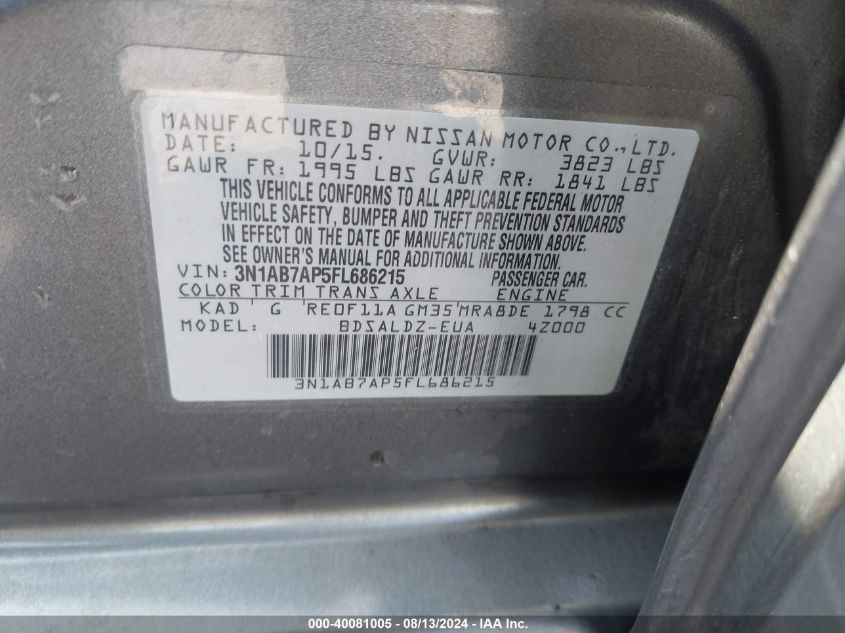 MANUFACTURED BY NISSAN MOTOR CO., LTD.
DATE: 10/15. GVWR: 3823 LBS
GAWR FR: 1995 LBS GAWR RR: 1841 LBS
THIS VEHICLE CONFORMS TO ALL APPLICABLE FEDERAL MOTOR
VEHICLE SAFETY, BUMPER AND THEFT PREVENTION STANDARDS
IN EFFECT ON THE DATE OF MANUFACTURE SHOWN ABOVE.
SEE OWNER'S MANUAL FOR ADDITIONAL INFORMATION.
VIN: 3N1AB7AP5FL686215 PASSENGER CAR.
COLOR TRIM TRANS AXLE ENGINE
KAD G RE0F11A GM35 MRA8DE 1798 CC
MODEL: BDSALDZ-EUA 4Z000
3N1AB7AP5FL686215
000-40081005 - 08/13/2024 - IAA Inc.